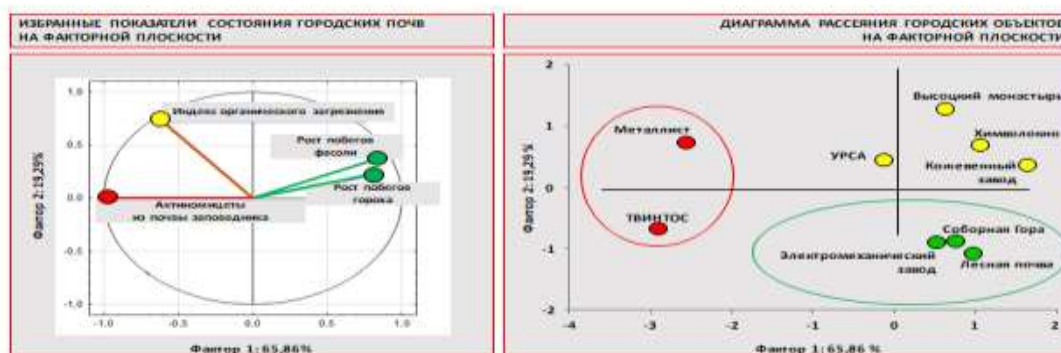 ИЗБРАННЫЕ ПОКАЗАТЕЛИ СОСТОЯНИЯ ГОРОДСКИХ ПОЧВ
НА ФАКТОРНОЙ ПЛОСКОСТИ
1.0
0.5
0.0
-0.5
-1.0
Фактор 2: 19,29%
Индекс органического загрязнения
Рост побегов
фасоли
Рост побегов
гороха
Актиномицеты
из почвы заповедника
-1.0
-0.5
0.0
0.5
1.0
Фактор 1: 65,86%
ДИАГРАММА РАССЕЯНИЯ ГОРОДСКИХ ОБЪЕКТОВ
НА ФАКТОРНОЙ ПЛОСКОСТИ
2
1
0
-1
-2
Фактор 2: 19,29 %
Высоцкий монастырь
Металлист
Химволокно
УРСА
Кожевенный
завод
ТВИНТОС
Соборная Гора
Электромеханический
завод
Лесная почва
-4
-3
-2
-1
0
1
2
Фактор 1: 65,86 %